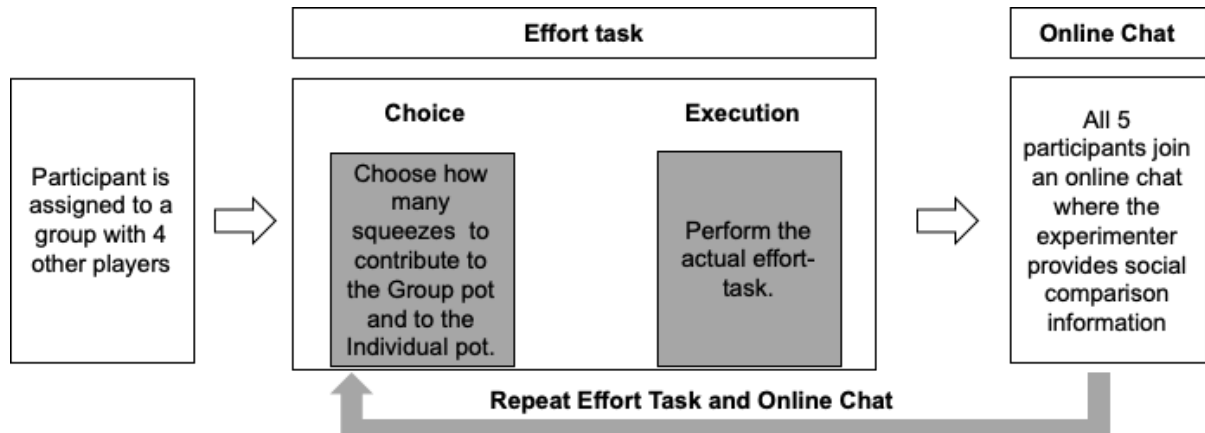 Effort task
Online Chat
Participant is
assigned to a
group with 4
other players
Choice
Choose how
many
squeezes to
contribute to
the Group pot
and to the
Individual pot.
Execution
Perform the
actual effort-
task.
All 5
participants join
an online chat
where the
experimenter
provides social
comparison
information
Repeat Effort Task and Online Chat